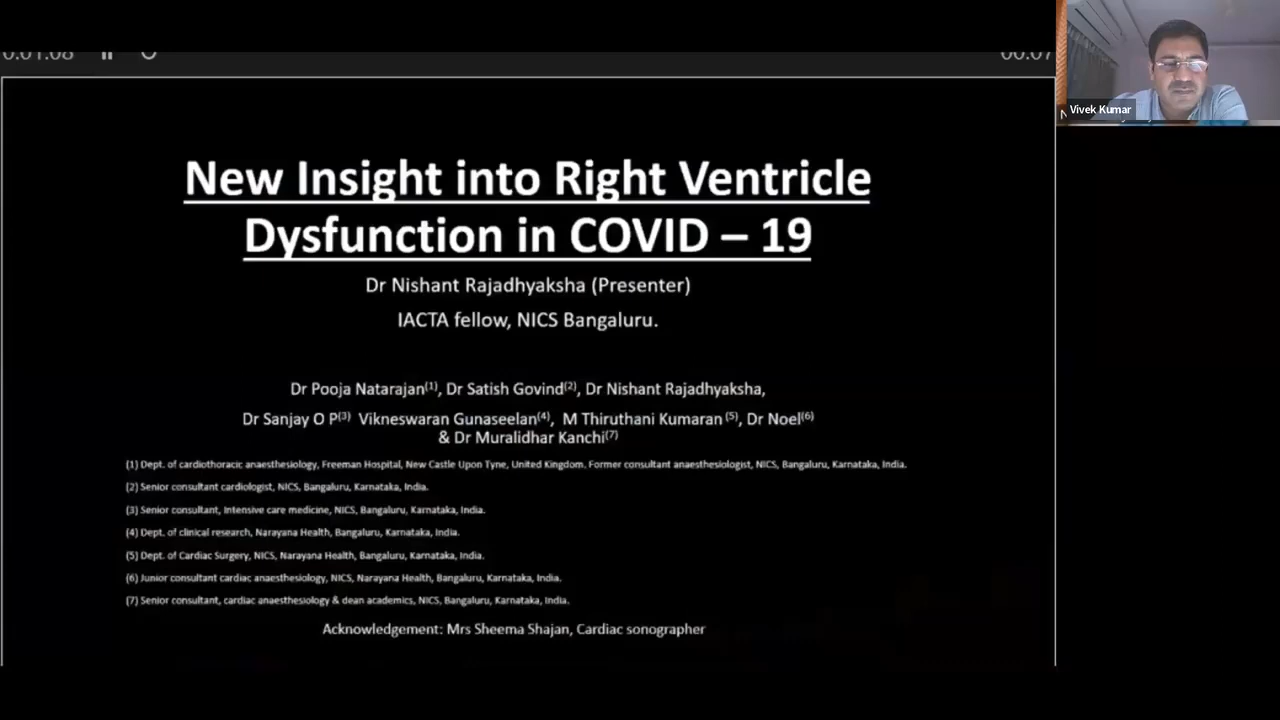 0:01:08
00:07
Vivek Kumar
New Insight into Right Ventricle
Dysfunction in COVID – 19
Dr Nishant Rajadhyaksha (Presenter)
IACTA fellow, NICS Bangaluru.
Dr Pooja Natarajan(1), Dr Satish Govind(2), Dr Nishant Rajadhyaksha,
Dr Sanjay O P(3) Vikneswaran Gunaseelan(4), M Thiruthani Kumaran (5), Dr Noel(6)
& Dr Muralidhar Kanchi(7)
(1) Dept. of cardiothoracic anaesthesiology, Freeman Hospital, New Castle Upon Tyne, United Kingdom. Former consultant anaesthesiologist, NICS, Bangaluru, Karnataka, India.
(2) Senior consultant cardiologist, NICS, Bangaluru, Karnataka, India.
(3) Senior consultant, Intensive care medicine, NICS, Bangaluru, Karnataka, India.
(4) Dept. of clinical research, Narayana Health, Bangaluru, Karnataka, India.
(5) Dept. of Cardiac Surgery, NICS, Narayana Health, Bangaluru, Karnataka, India.
(6) Junior consultant cardiac anaesthesiology, NICS, Narayana Health, Bangaluru, Karnataka, India.
(7) Senior consultant, cardiac anaesthesiology & dean academics, NICS, Bangaluru, Karnataka, India.
Acknowledgement: Mrs Sheema Shajan, Cardiac sonographer